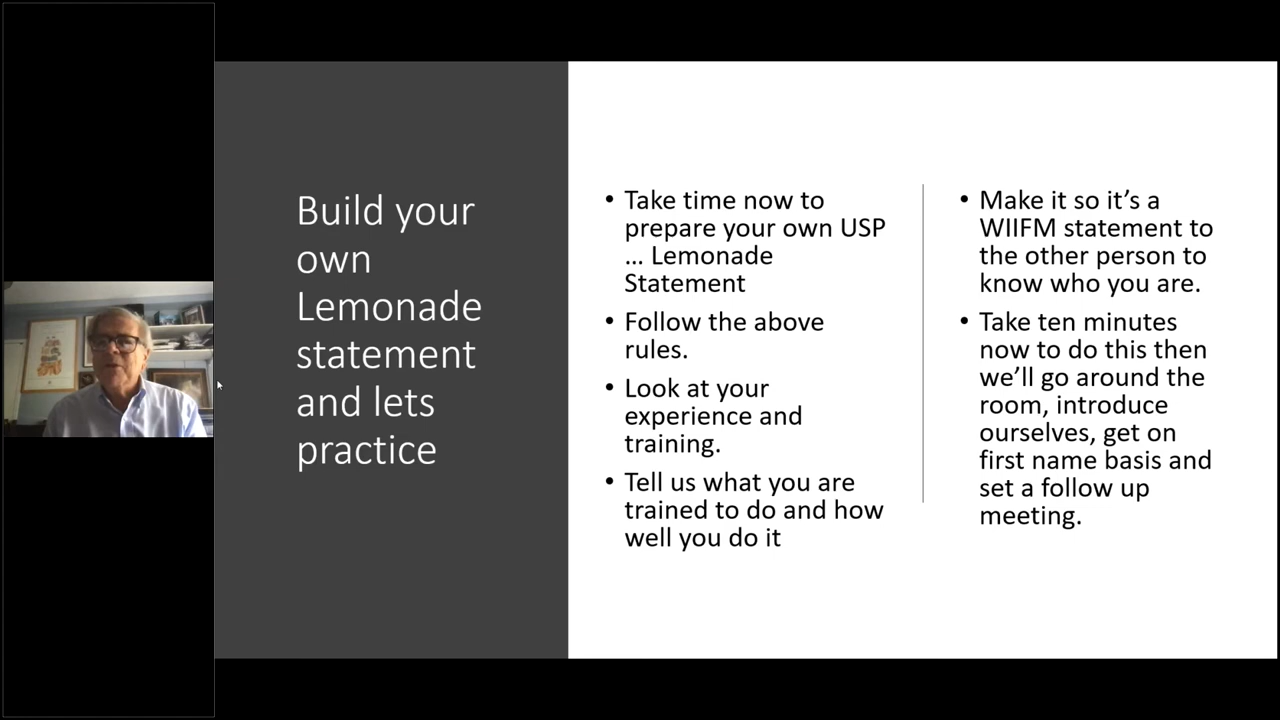 Build your
own
Lemonade
statement
and lets
practice
• Take time now to
prepare your own USP
… Lemonade
Statement
• Follow the above
rules.
• Look at your
experience and
training.
• Tell us what you are
trained to do and how
well you do it
• Make it so it’s a
WIIFM statement to
the other person to
know who you are.
• Take ten minutes
now to do this then
we’ll go around the
room, introduce
ourselves, get on
first name basis and
set a follow up
meeting.